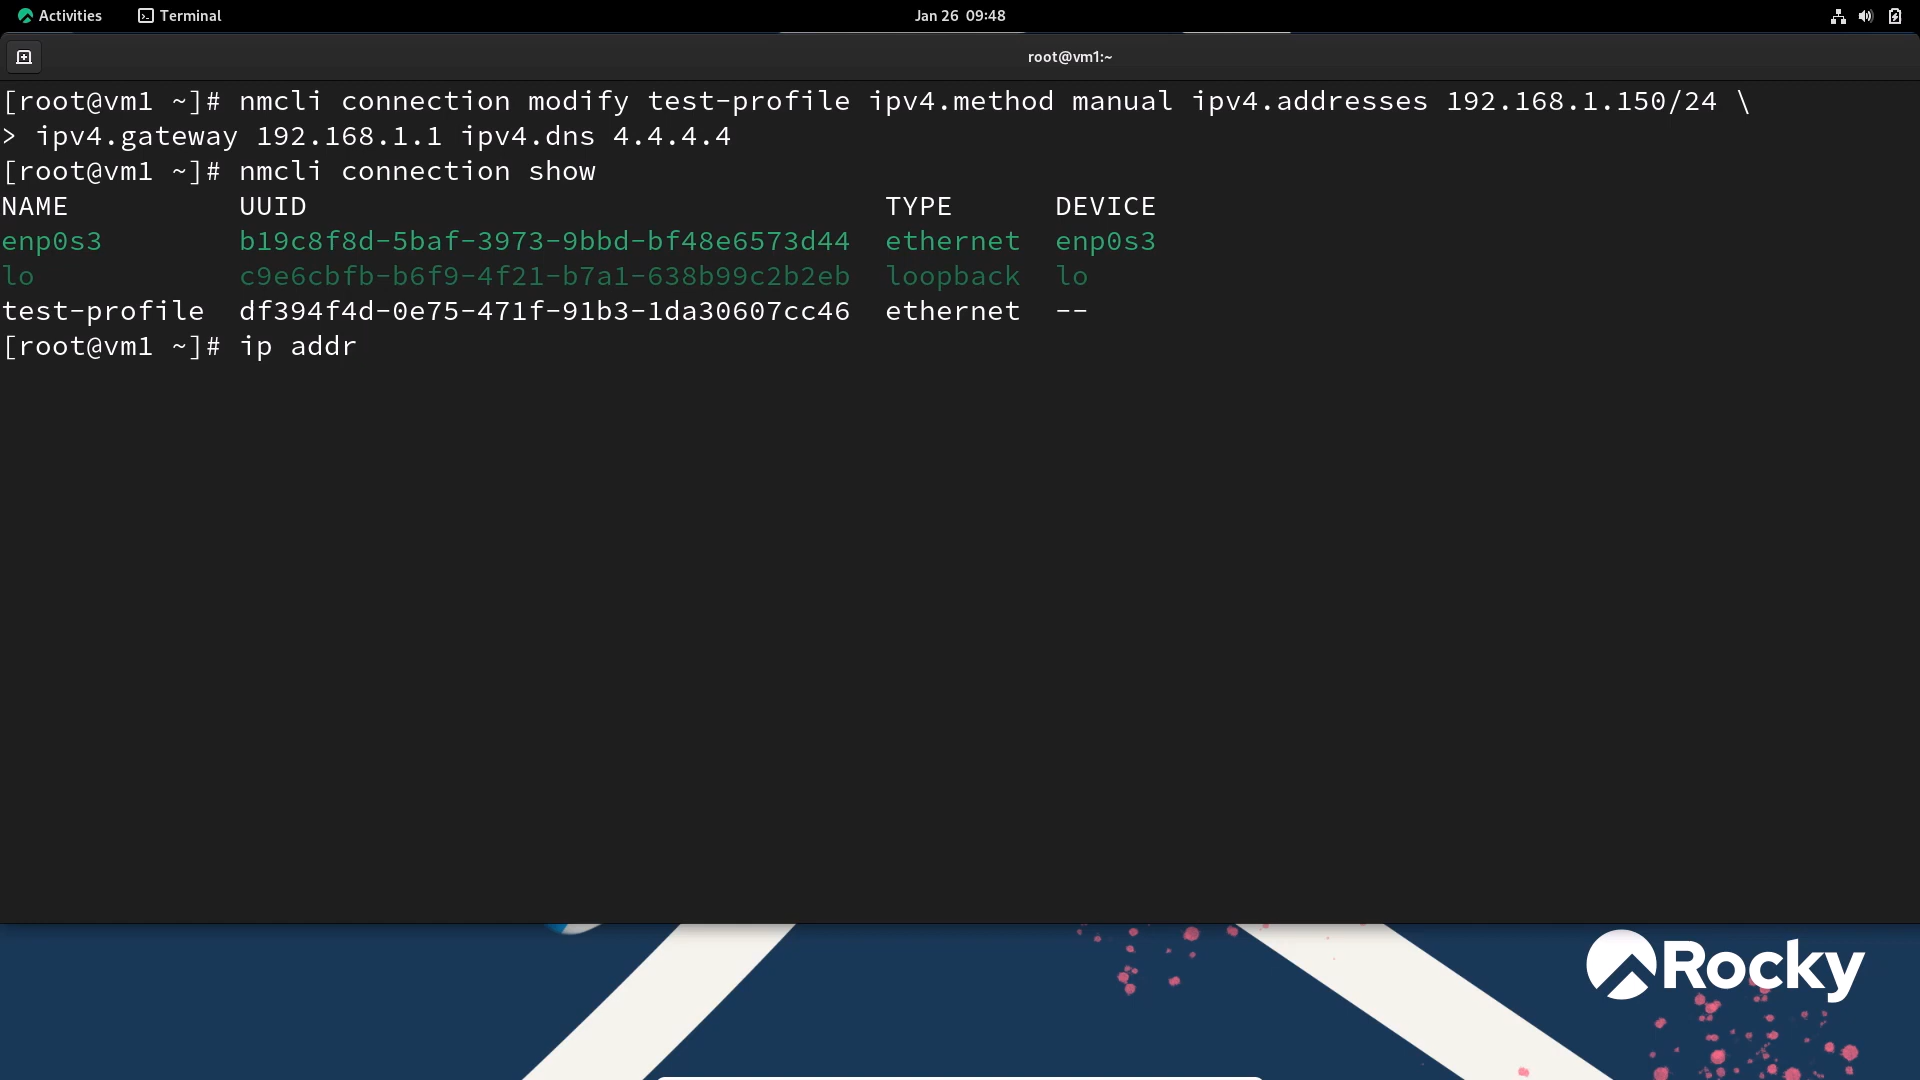 Activities Terminal Jan 26 09:48
root@vm1:~
[root@vm1 ~]# nmcli connection modify test-profile ipv4.method manual ipv4.addresses 192.168.1.150/24 \
> ipv4.gateway 192.168.1.1 ipv4.dns 4.4.4.4
[root@vm1 ~]# nmcli connection show
NAME UUID TYPE DEVICE
enp0s3 b19c8f8d-5baf-3973-9bbd-bf48e6573d44 ethernet enp0s3
lo c9e6cbfb-b6f9-4f21-b7a1-638b99c2b2eb loopback lo
test-profile df394f4d-0e75-471f-91b3-1da30607cc46 ethernet --
[root@vm1 ~]# ip addr
Rocky